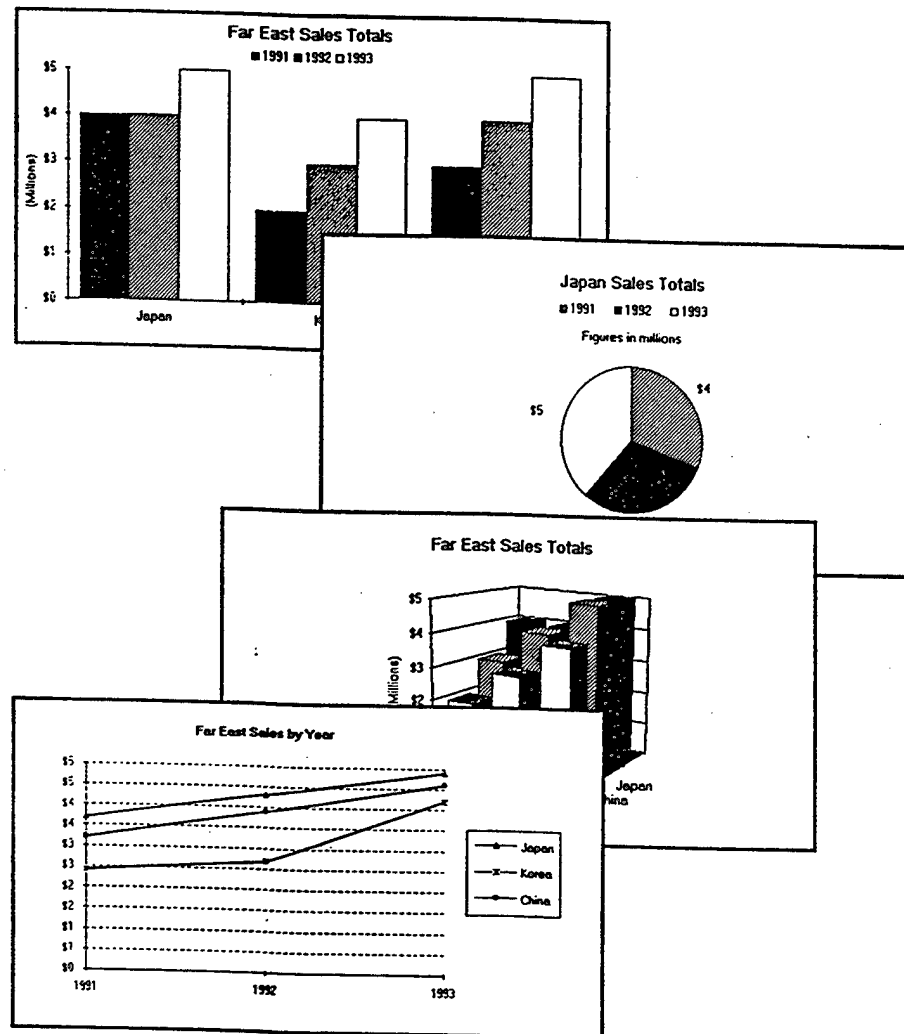 Far East Sales Totals
1991 1992 1993
$5
$4
$3
$2
$1
$0
(Millions)
Japan
Japan Sales Totals
1991 1992 1993
Figures in millions
$4
$5
Far East Sales Totals
$5
$4
$3
$2
Millions)
Japan
hina
Far East Sales by Year
$5
$5
$4
$4
$3
$3
$2
$2
$1
$1
$0
1991 1992 1993
Japan
Korea
China